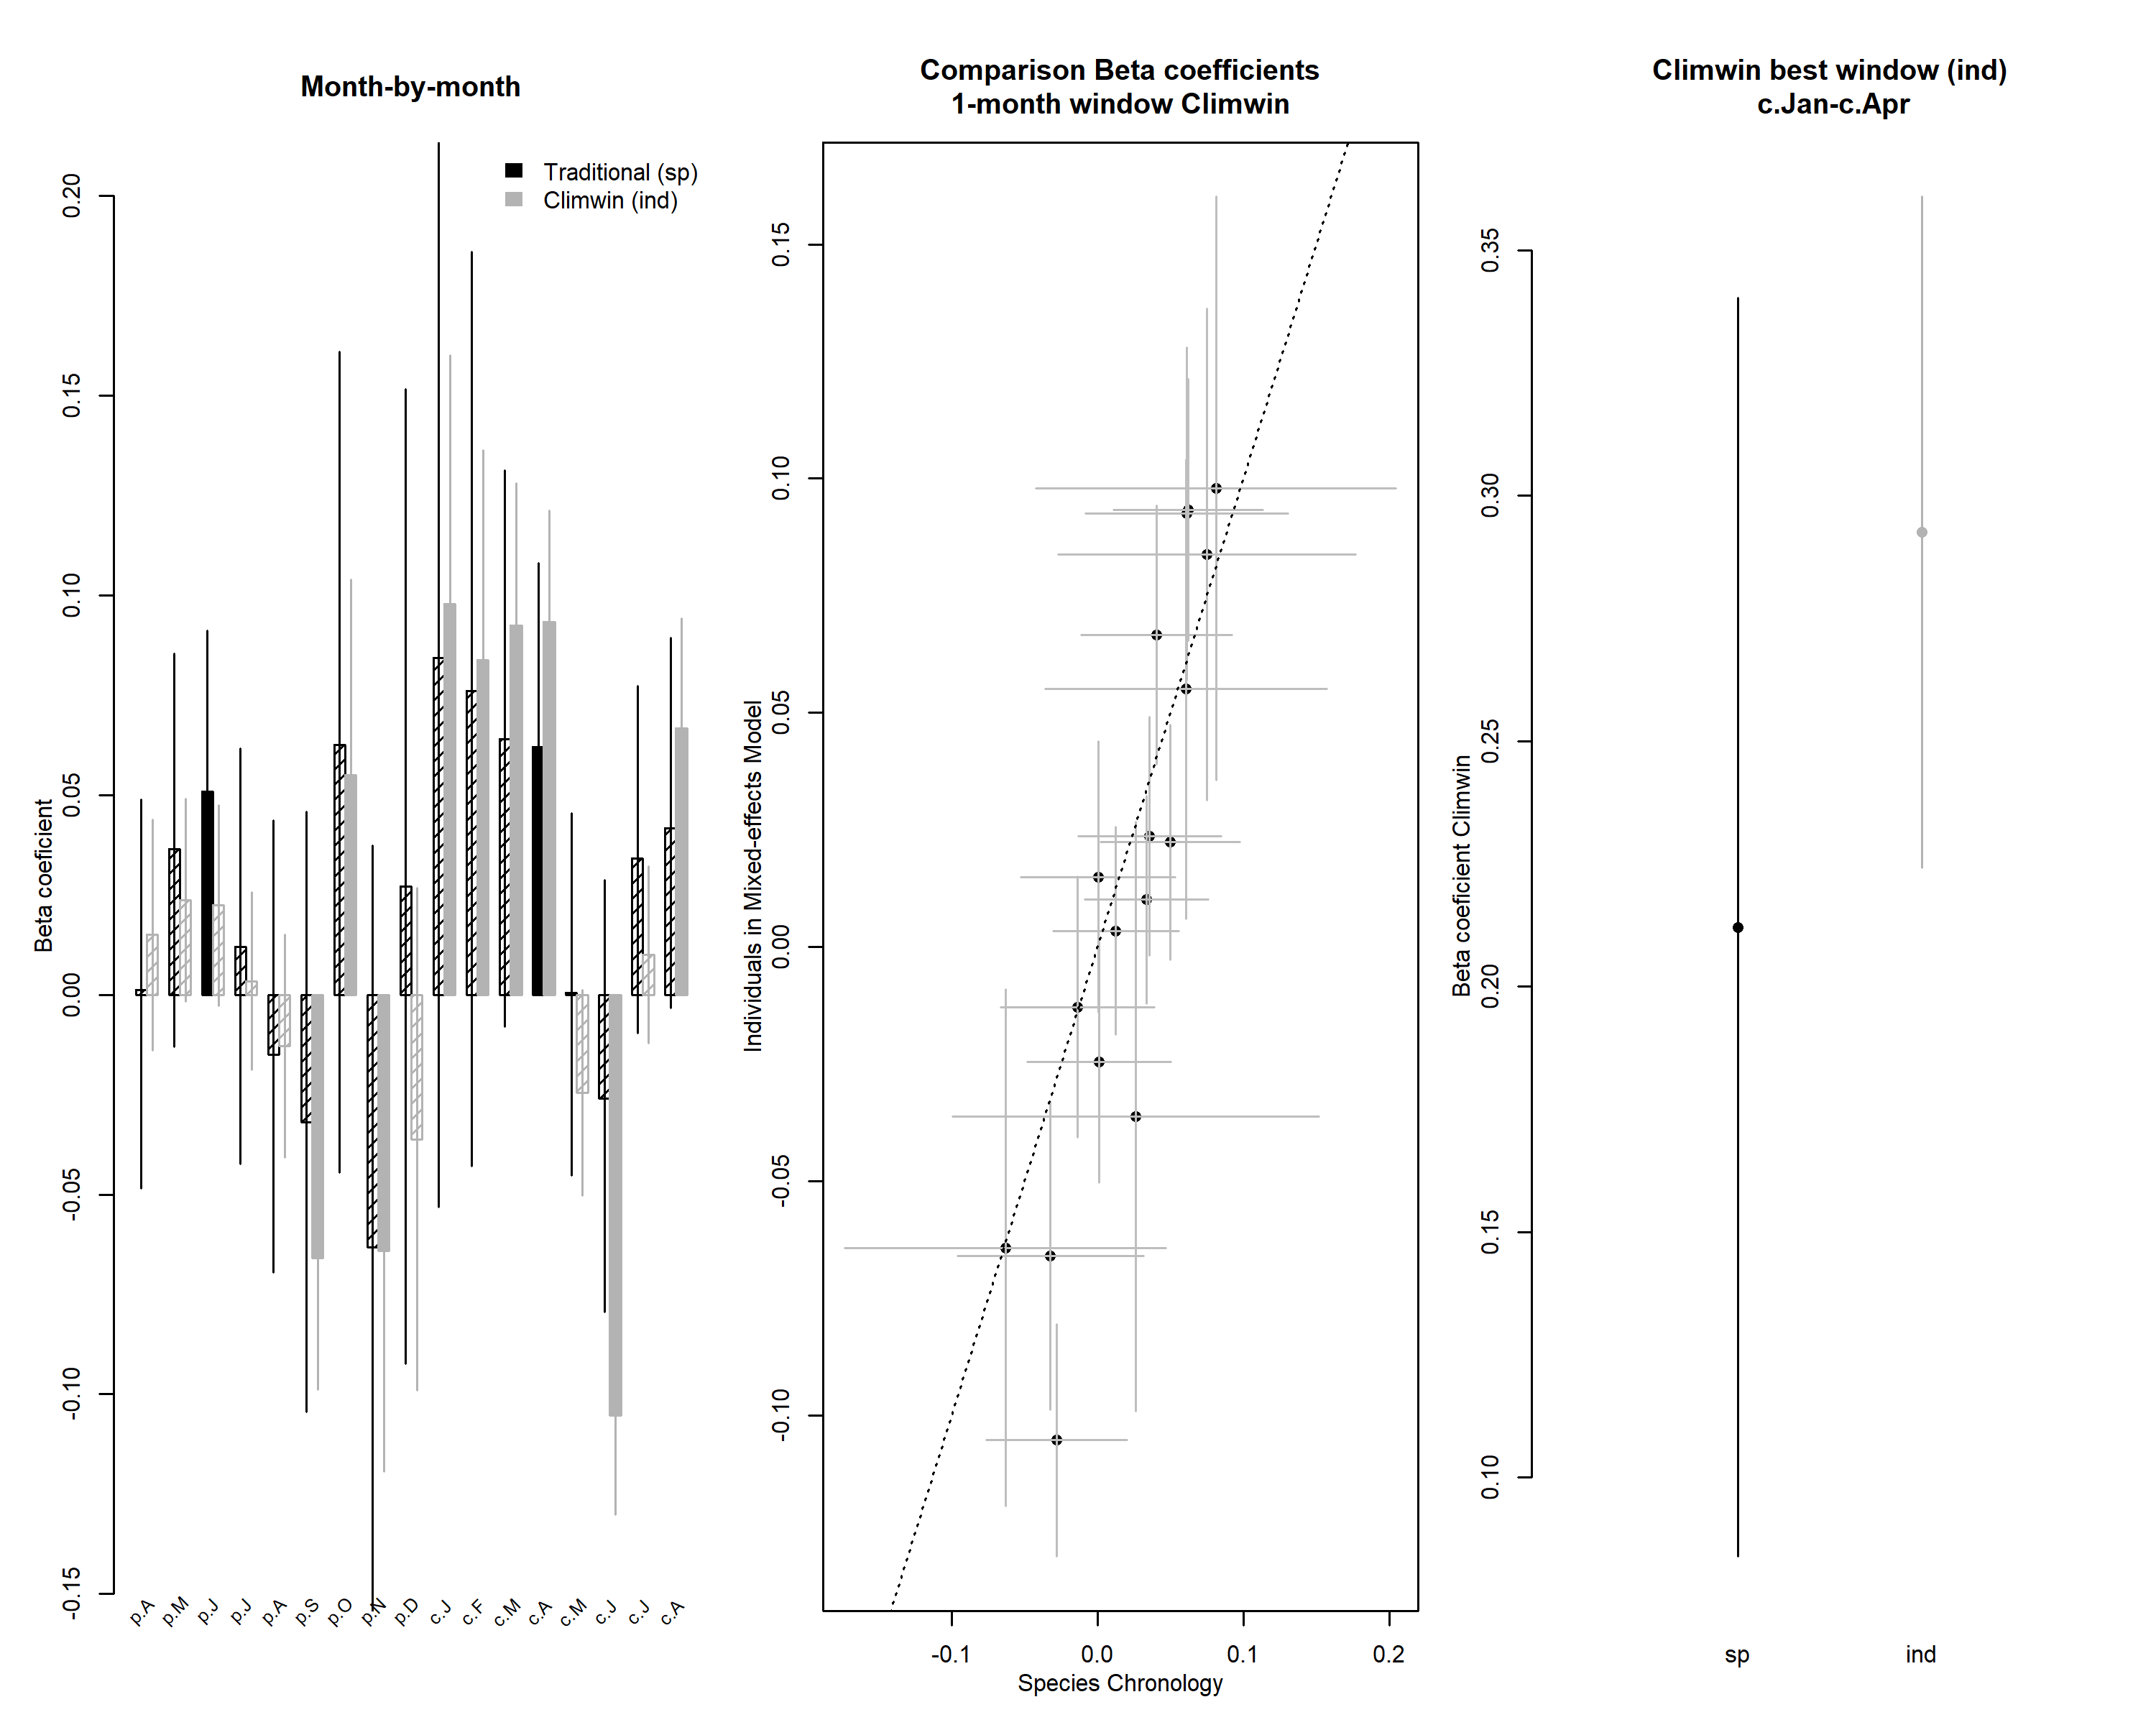 Month-by-month
Traditional (sp)
Climwin (ind)
Beta coeficient
0.20
0.15
0.10
0.05
0.00
-0.05
-0.10
-0.15
p.A
p.M
p.J
p.J
p.A
p.S
p.O
p.N
p.D
c.J
c.F
c.M
c.A
c.M
c.J
c.J
c.A
Comparison Beta coefficients
1-month window Climwin
Individuals in Mixed-effects Model
0.15
0.10
0.05
0.00
-0.05
-0.10
-0.1
0.0
0.1
0.2
Species Chronology
Climwin best window (ind)
c.Jan-c.Apr
Beta coefficient Climwin
0.35
0.30
0.25
0.20
0.15
0.10
sp
ind